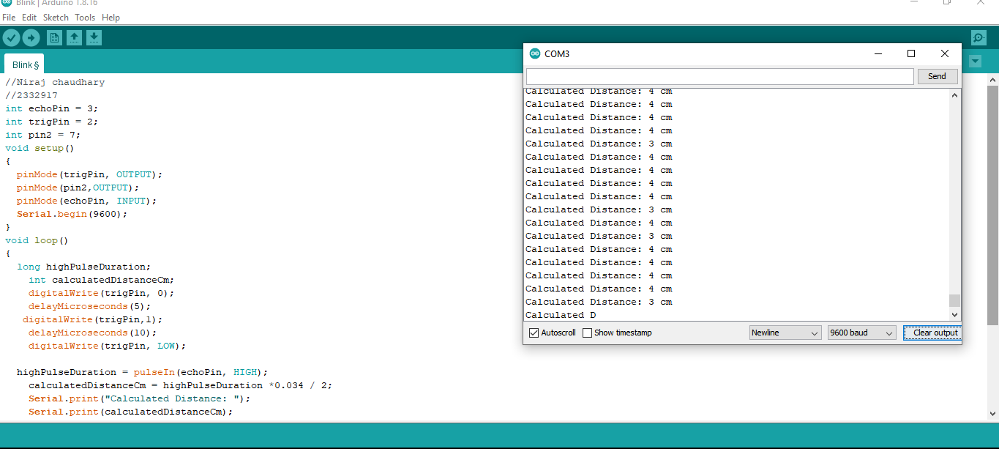 Blink | Arduino 1.8.16
File Edit Sketch Tools Help
Blink §
//Niraj chaudhary
//2332917
int echoPin = 3;
int trigPin = 2;
int pin2 = 7;
void setup()
{
pinMode(trigPin, OUTPUT);
pinMode(pin2,OUTPUT);
pinMode(echoPin, INPUT);
Serial.begin(9600);
}
void loop()
{
long highPulseDuration;
int calculatedDistanceCm;
digitalWrite(trigPin, 0);
delayMicroseconds(5);
digitalWrite(trigPin,1);
delayMicroseconds(10);
digitalWrite(trigPin, LOW);
highPulseDuration = pulseIn(echoPin, HIGH);
calculatedDistanceCm = highPulseDuration *0.034 / 2;
Serial.print("Calculated Distance: ");
Serial.print(calculatedDistanceCm);
COM3
Send
Calculated Distance: 4 cm
Calculated Distance: 4 cm
Calculated Distance: 4 cm
Calculated Distance: 4 cm
Calculated Distance: 3 cm
Calculated Distance: 4 cm
Calculated Distance: 4 cm
Calculated Distance: 4 cm
Calculated Distance: 4 cm
Calculated Distance: 3 cm
Calculated Distance: 4 cm
Calculated Distance: 3 cm
Calculated Distance: 4 cm
Calculated Distance: 4 cm
Calculated Distance: 4 cm
Calculated Distance: 4 cm
Calculated Distance: 3 cm
Calculated D
Autoscroll Show timestamp Newline 9600 baud Clear output